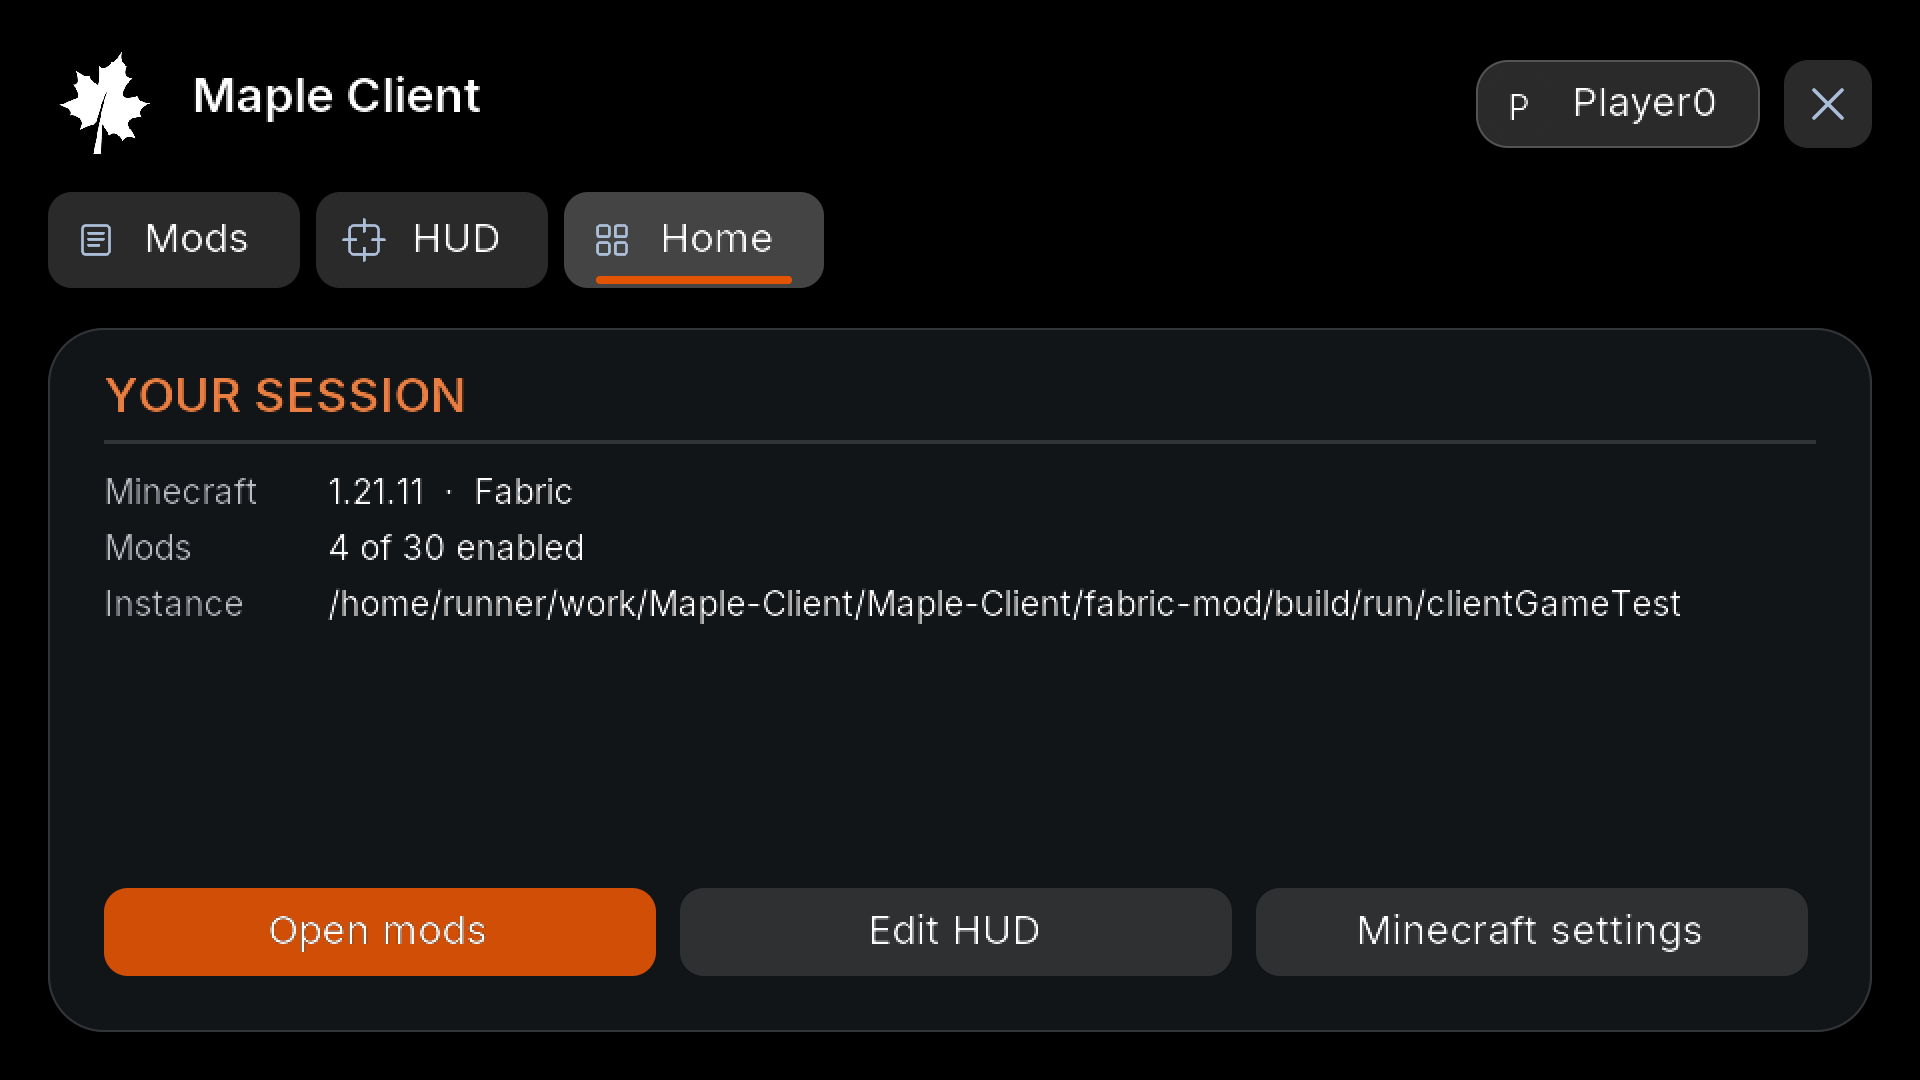 Maple Client
P Player0
Mods
HUD
Home
YOUR SESSION
Minecraft 1.21.11 · Fabric
Mods 4 of 30 enabled
Instance /home/runner/work/Maple-Client/Maple-Client/fabric-mod/build/run/clientGameTest
Open mods
Edit HUD
Minecraft settings